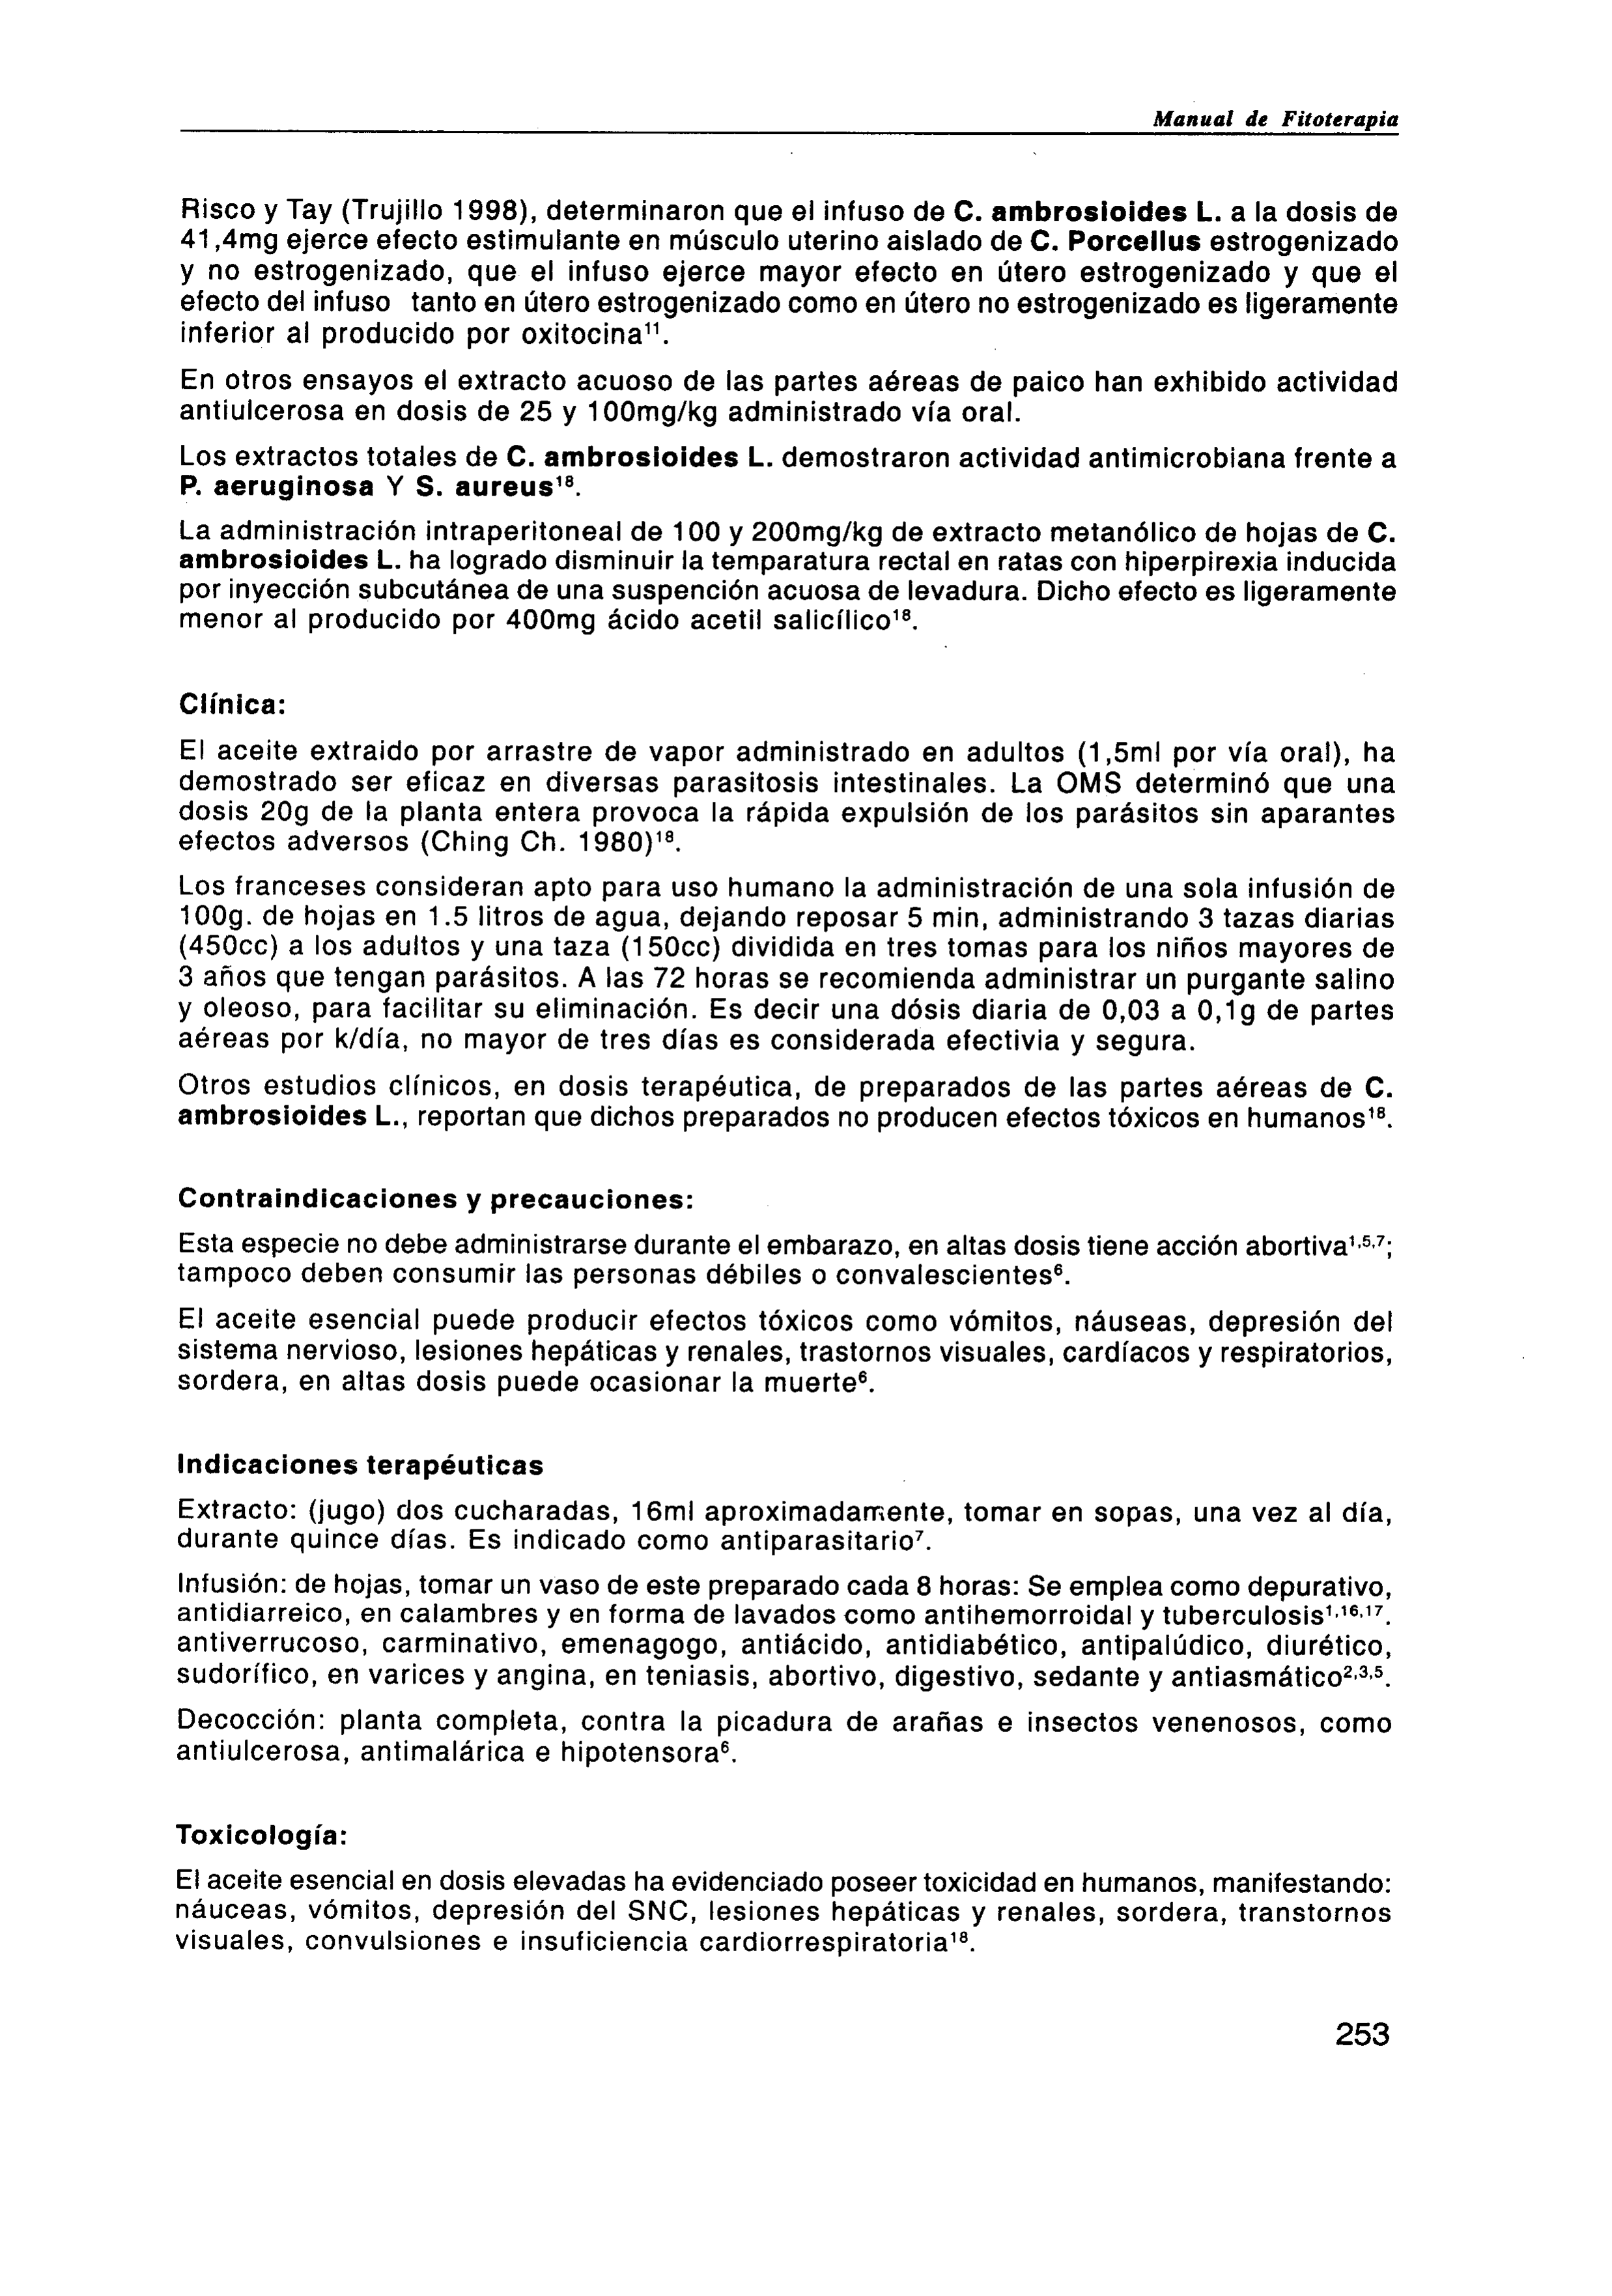 Manual de Fitoterapia
Risco y Tay (Trujillo 1998), determinaron que el infuso de C. ambrosioides L. a la dosis de
41,4mg ejerce efecto estimulante en músculo uterino aislado de C. Porcellus estrogenizado
y no estrogenizado, que el infuso ejerce mayor efecto en útero estrogenizado y que el
efecto del infuso tanto en útero estrogenizado como en útero no estrogenizado es ligeramente
inferior al producido por oxitocina¹¹.
En otros ensayos el extracto acuoso de las partes aéreas de paico han exhibido actividad
antiulcerosa en dosis de 25 y 100mg/kg administrado vía oral.
Los extractos totales de C. ambrosioides L. demostraron actividad antimicrobiana frente a
P. aeruginosa Y S. aureus¹⁸.
La administración intraperitoneal de 100 y 200mg/kg de extracto metanólico de hojas de C.
ambrosioides L. ha logrado disminuir la temparatura rectal en ratas con hiperpirexia inducida
por inyección subcutánea de una suspención acuosa de levadura. Dicho efecto es ligeramente
menor al producido por 400mg ácido acetil salicílico¹⁸.
Clínica:
El aceite extraido por arrastre de vapor administrado en adultos (1,5ml por vía oral), ha
demostrado ser eficaz en diversas parasitosis intestinales. La OMS determinó que una
dosis 20g de la planta entera provoca la rápida expulsión de los parásitos sin aparantes
efectos adversos (Ching Ch. 1980)¹⁸.
Los franceses consideran apto para uso humano la administración de una sola infusión de
100g. de hojas en 1.5 litros de agua, dejando reposar 5 min, administrando 3 tazas diarias
(450cc) a los adultos y una taza (150cc) dividida en tres tomas para los niños mayores de
3 años que tengan parásitos. A las 72 horas se recomienda administrar un purgante salino
y oleoso, para facilitar su eliminación. Es decir una dósis diaria de 0,03 a 0,1g de partes
aéreas por k/día, no mayor de tres días es considerada efectivia y segura.
Otros estudios clínicos, en dosis terapéutica, de preparados de las partes aéreas de C.
ambrosioides L., reportan que dichos preparados no producen efectos tóxicos en humanos¹⁸.
Contraindicaciones y precauciones:
Esta especie no debe administrarse durante el embarazo, en altas dosis tiene acción abortiva¹,⁵,⁷;
tampoco deben consumir las personas débiles o convalescientes⁶.
El aceite esencial puede producir efectos tóxicos como vómitos, náuseas, depresión del
sistema nervioso, lesiones hepáticas y renales, trastornos visuales, cardíacos y respiratorios,
sordera, en altas dosis puede ocasionar la muerte⁶.
Indicaciones terapéuticas
Extracto: (jugo) dos cucharadas, 16ml aproximadamente, tomar en sopas, una vez al día,
durante quince días. Es indicado como antiparasitario⁷.
Infusión: de hojas, tomar un vaso de este preparado cada 8 horas: Se emplea como depurativo,
antidiarreico, en calambres y en forma de lavados como antihemorroidal y tuberculosis¹,¹⁶,¹⁷.
antiverrucoso, carminativo, emenagogo, antiácido, antidiabético, antipalúdico, diurético,
sudorífico, en varices y angina, en teniasis, abortivo, digestivo, sedante y antiasmático²,³,⁵.
Decocción: planta completa, contra la picadura de arañas e insectos venenosos, como
antiulcerosa, antimalárica e hipotensora⁶.
Toxicología:
El aceite esencial en dosis elevadas ha evidenciado poseer toxicidad en humanos, manifestando:
náuceas, vómitos, depresión del SNC, lesiones hepáticas y renales, sordera, transtornos
visuales, convulsiones e insuficiencia cardiorrespiratoria¹⁸.
253